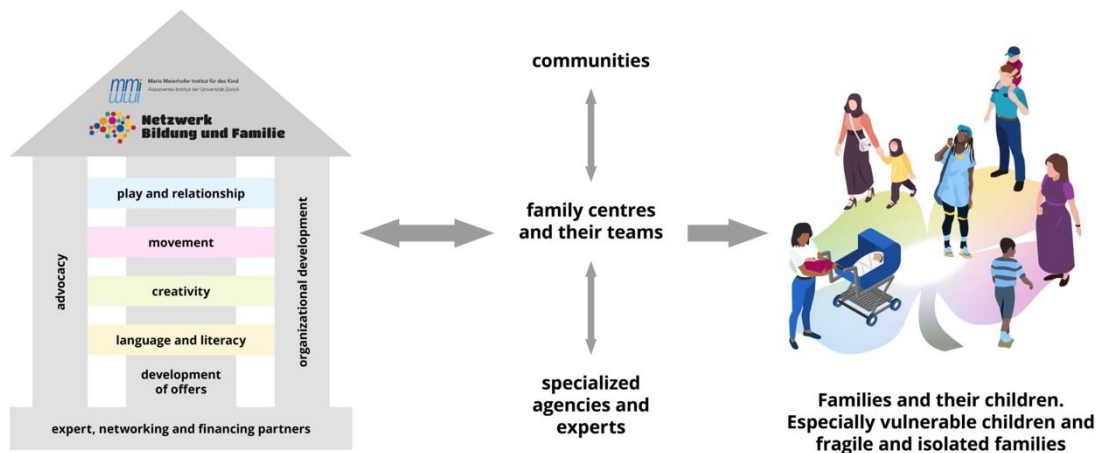 mmi
Marie Meierhofer Institut für das Kind
Assoziiertes Institut der Universität Zürich
Netzwerk
Bildung und Familie
advocacy
play and relationship
movement
creativity
language and literacy
development
of offers
organizational development
expert, networking and financing partners
communities
family centres
and their teams
specialized
agencies and
experts
Families and their children.
Especially vulnerable children and
fragile and isolated families